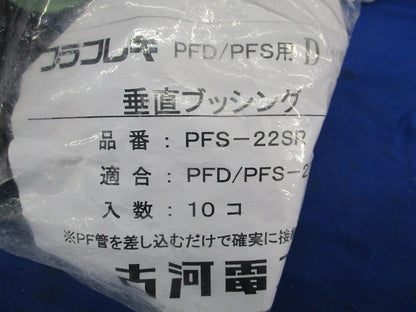 プラフレキ PFD/PFS用 D
垂直ブッシング
品番：PFS-22SR
適合：PFD/PFS-2
入数：10コ
※PF管を差し込むだけで確実に接
古河電